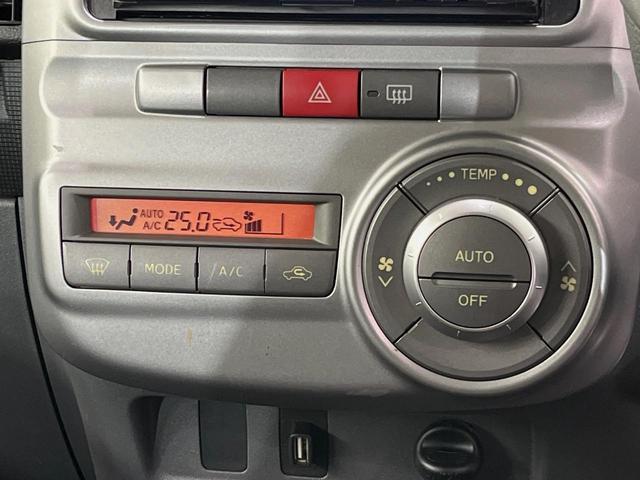 TEMP
AUTO
A/C 25.0
AUTO
MODE
/A/C
OFF